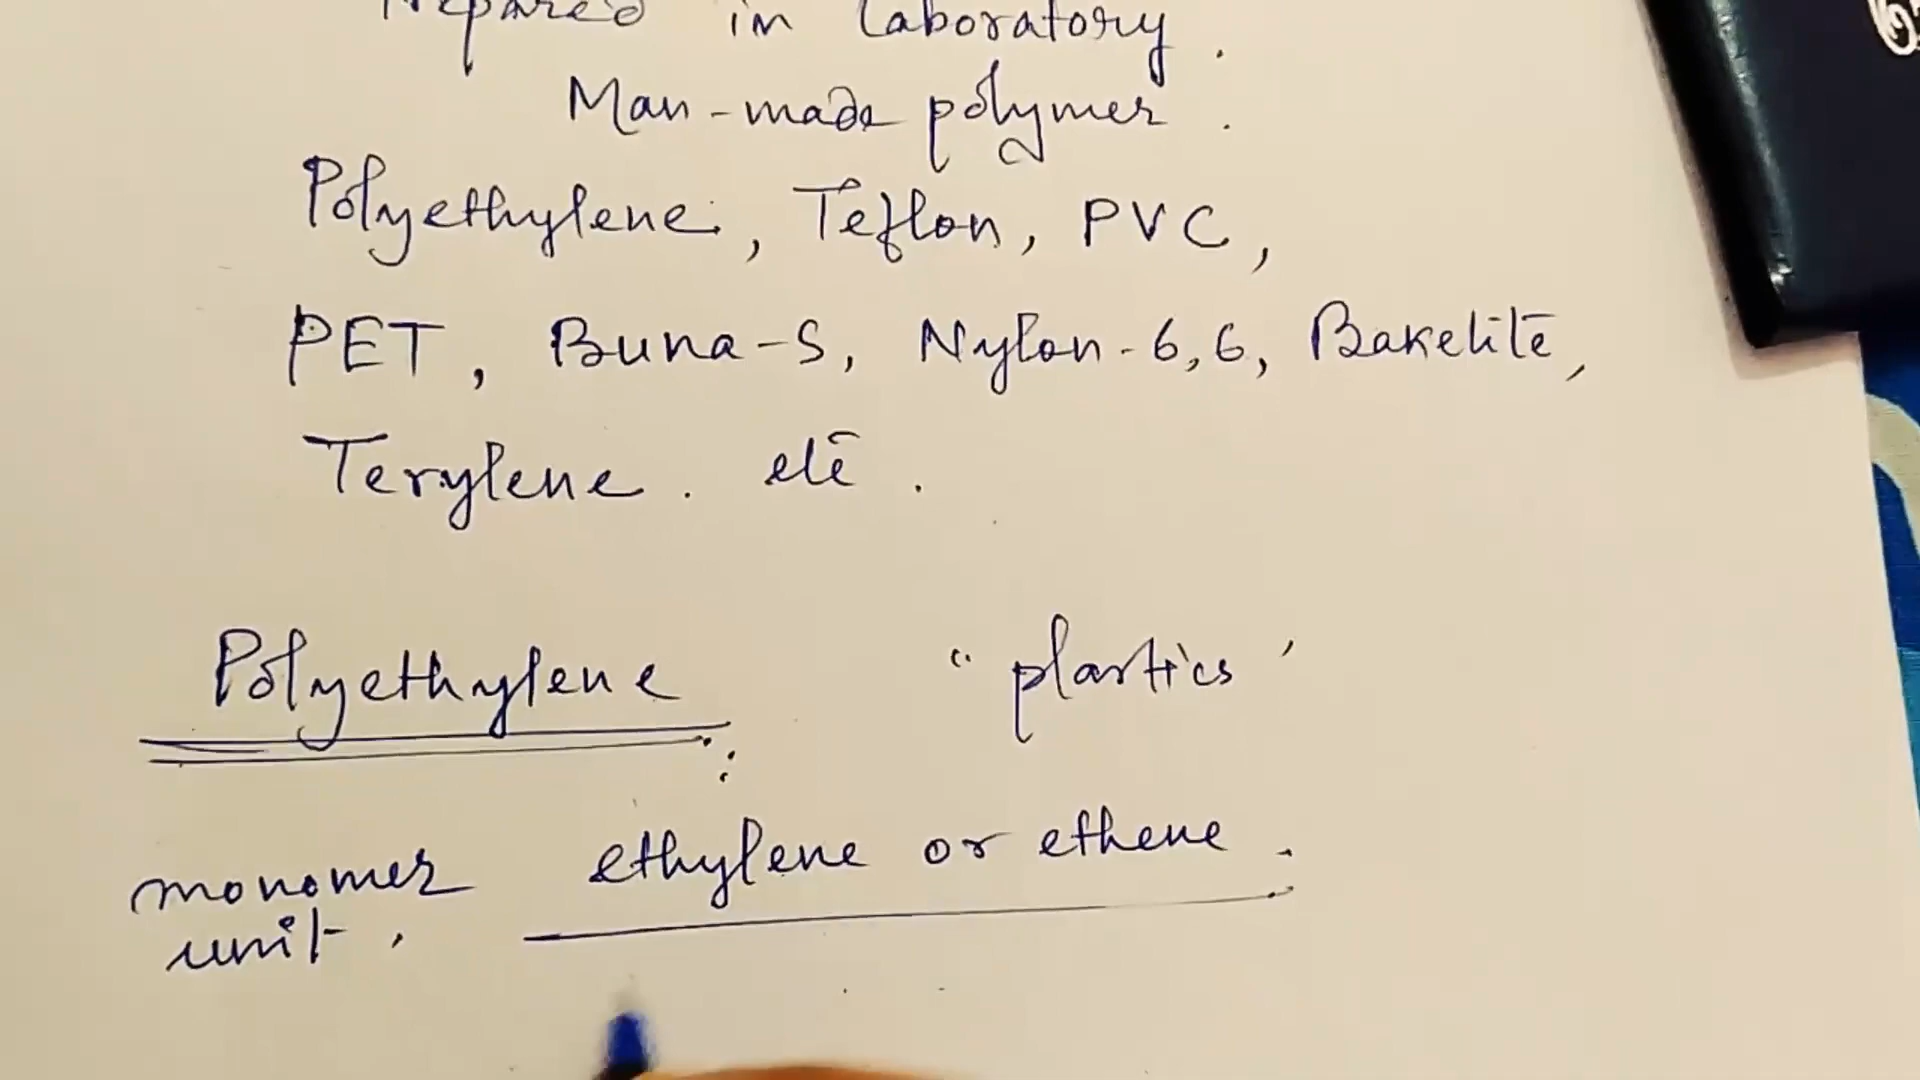 Prepared in Laboratory.
Man-made polymer.
Polyethylene, Teflon, PVC,
PET, Buna-S, Nylon-6,6, Bakelite,
Terylene. etc.
Polyethylene "plastics"
monomer ethylene or ethene.
unit.